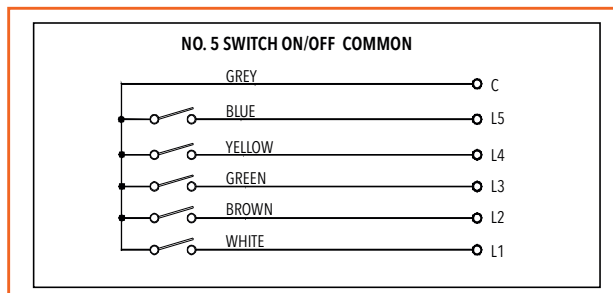 NO. 5 SWITCH ON/OFF COMMON
GREY C
BLUE L5
YELLOW L4
GREEN L3
BROWN L2
WHITE L1